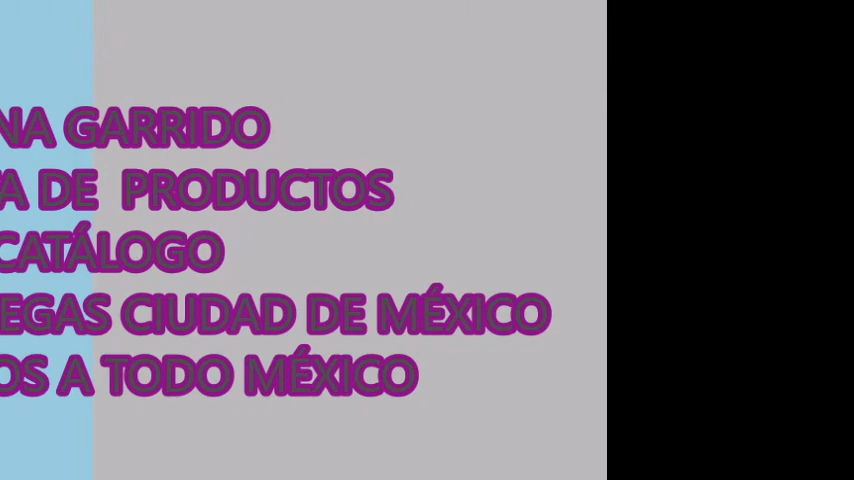 NA GARRIDO
A DE PRODUCTOS
CATÁLOGO
EGAS CIUDAD DE MÉXICO
OS A TODO MÉXICO